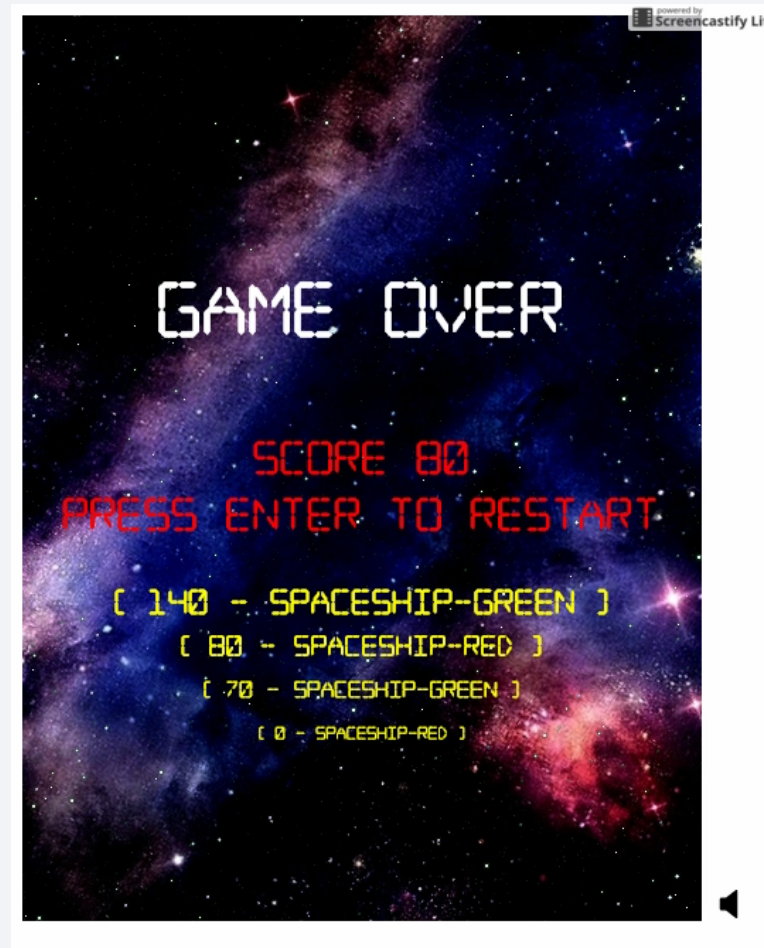 powered by
Screencastify Li
GAME OVER
SCORE 80
PRESS ENTER TO RESTART
[ 140 - SPACESHIP-GREEN ]
[ 80 - SPACESHIP-RED ]
[ 70 - SPACESHIP-GREEN ]
[ 0 - SPACESHIP-RED ]